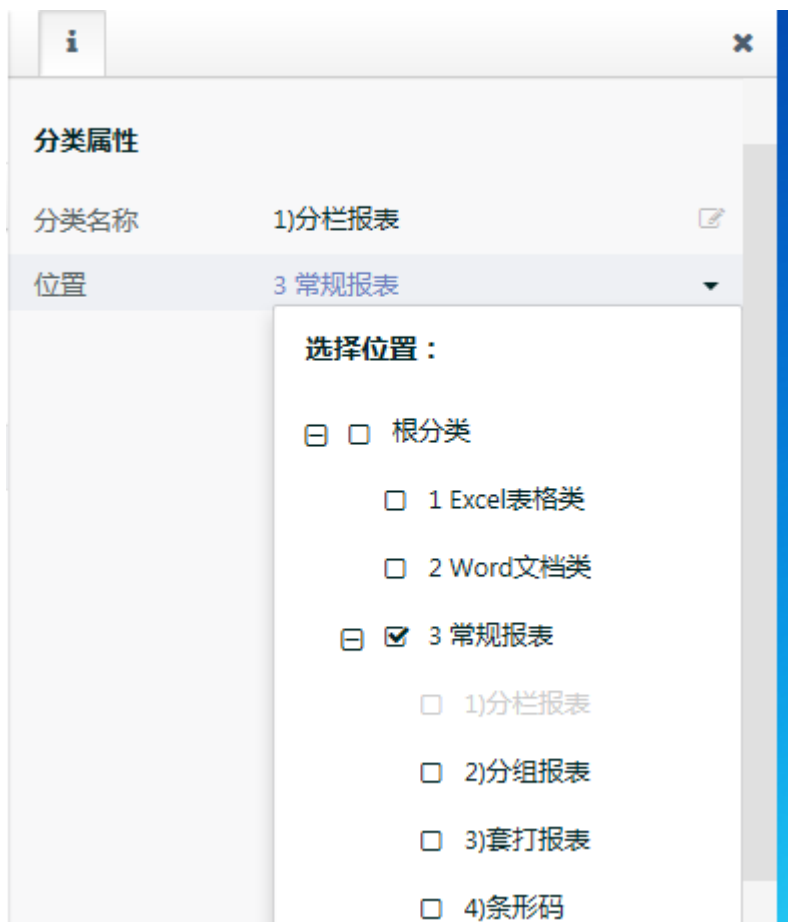 分类属性
分类名称 1)分栏报表
位置 3 常规报表
选择位置：
根分类
1 Excel表格类
2 Word文档类
3 常规报表
1)分栏报表
2)分组报表
3)套打报表
4)条形码